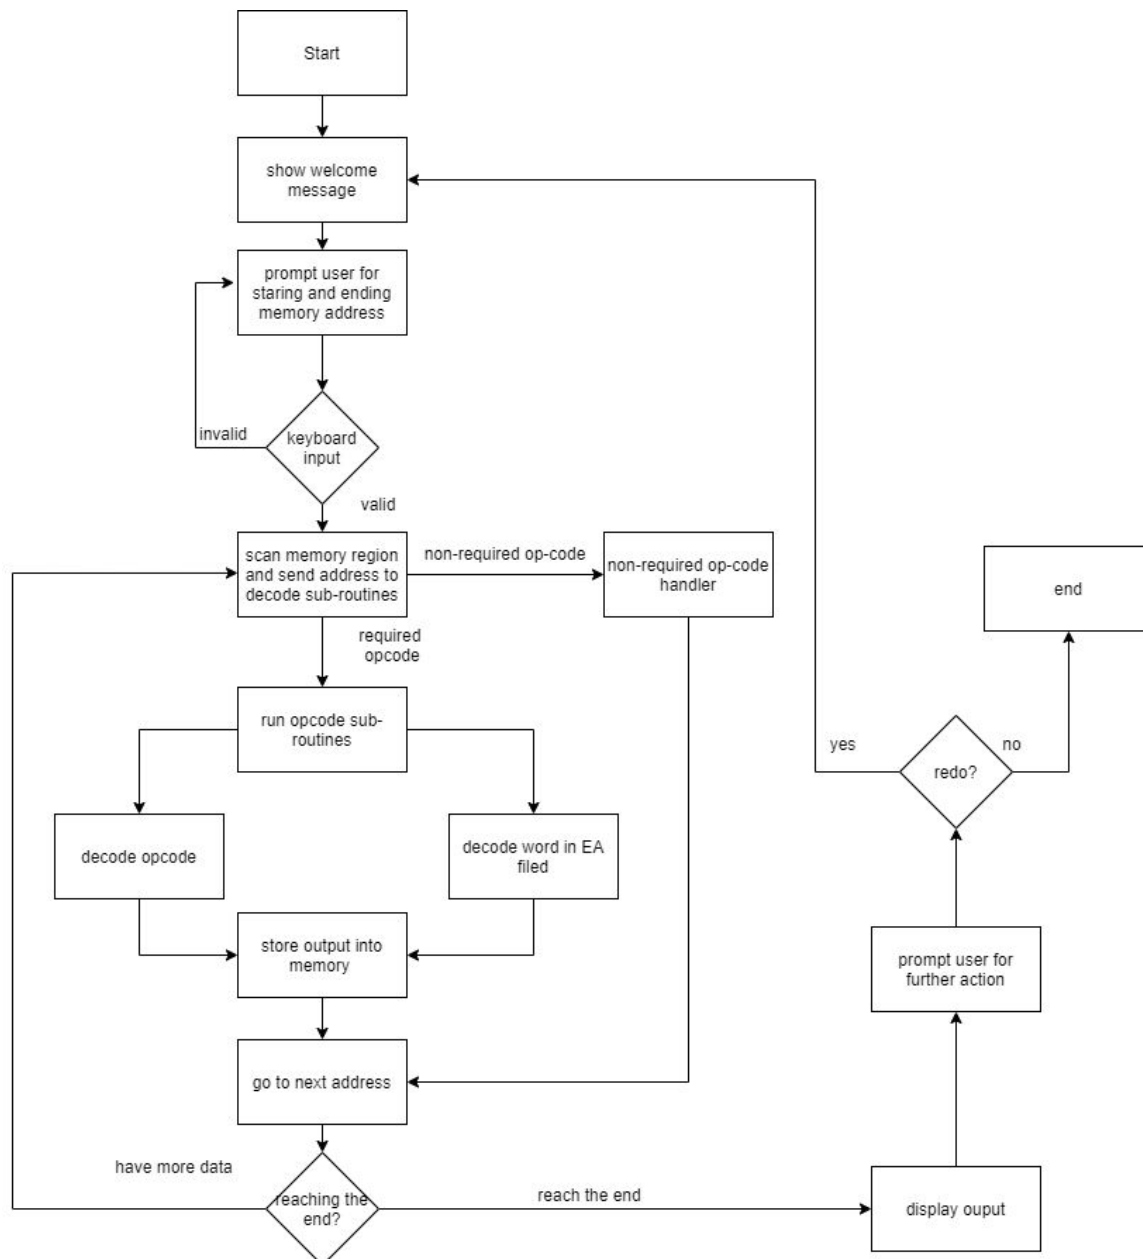 Start
show welcome
message
prompt user for
staring and ending
memory address
invalid
keyboard
input
valid
scan memory region
and send address to
decode sub-routines
non-required op-code
non-required op-code
handler
end
required
opcode
run opcode sub-
routines
yes
redo?
no
decode opcode
decode word in EA
filed
store output into
memory
prompt user for
further action
go to next address
have more data
reaching the
end?
reach the end
display ouput